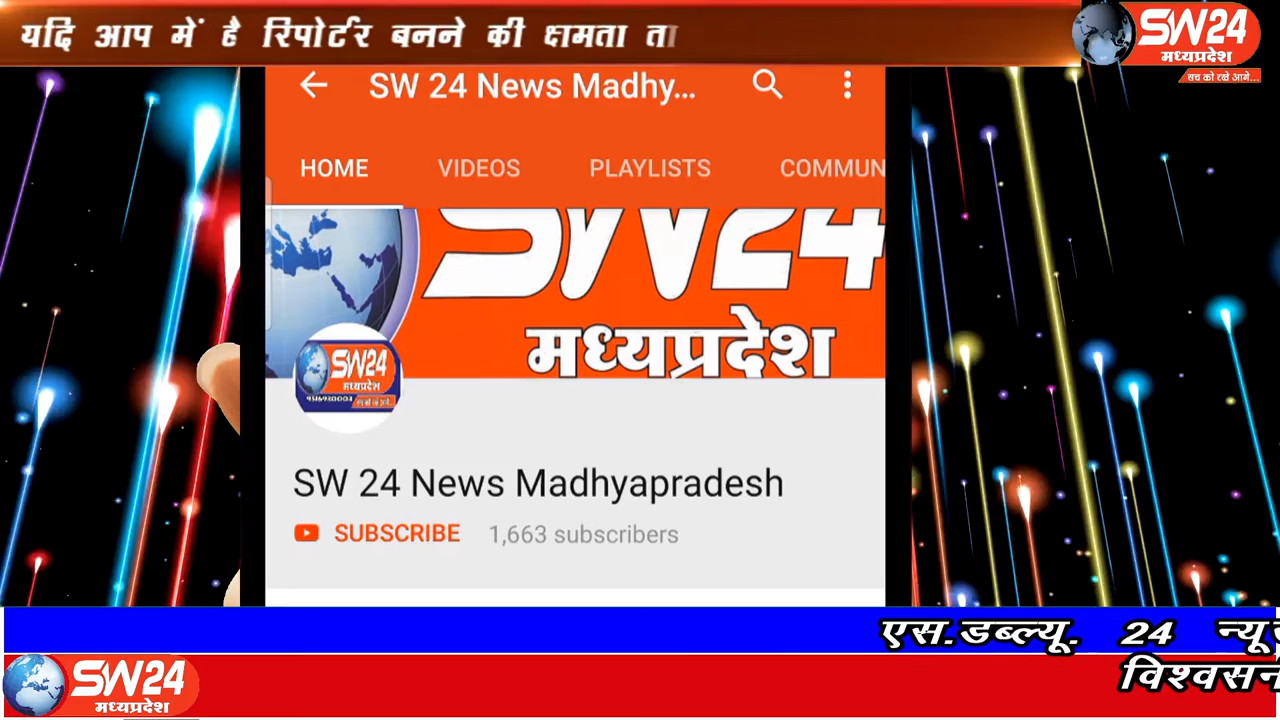 यदि आप में है रिपोर्टर बनने की क्षमता
SW24
मध्यप्रदेश
सच को रखे आगे...
SW 24 News Madhy...
HOME VIDEOS PLAYLISTS COMMUN
SW24
मध्यप्रदेश
SW24
मध्यप्रदेश
SW 24 News Madhyapradesh
SUBSCRIBE 1,663 subscribers
एस.डब्ल्यू. 24
SW24
मध्यप्रदेश